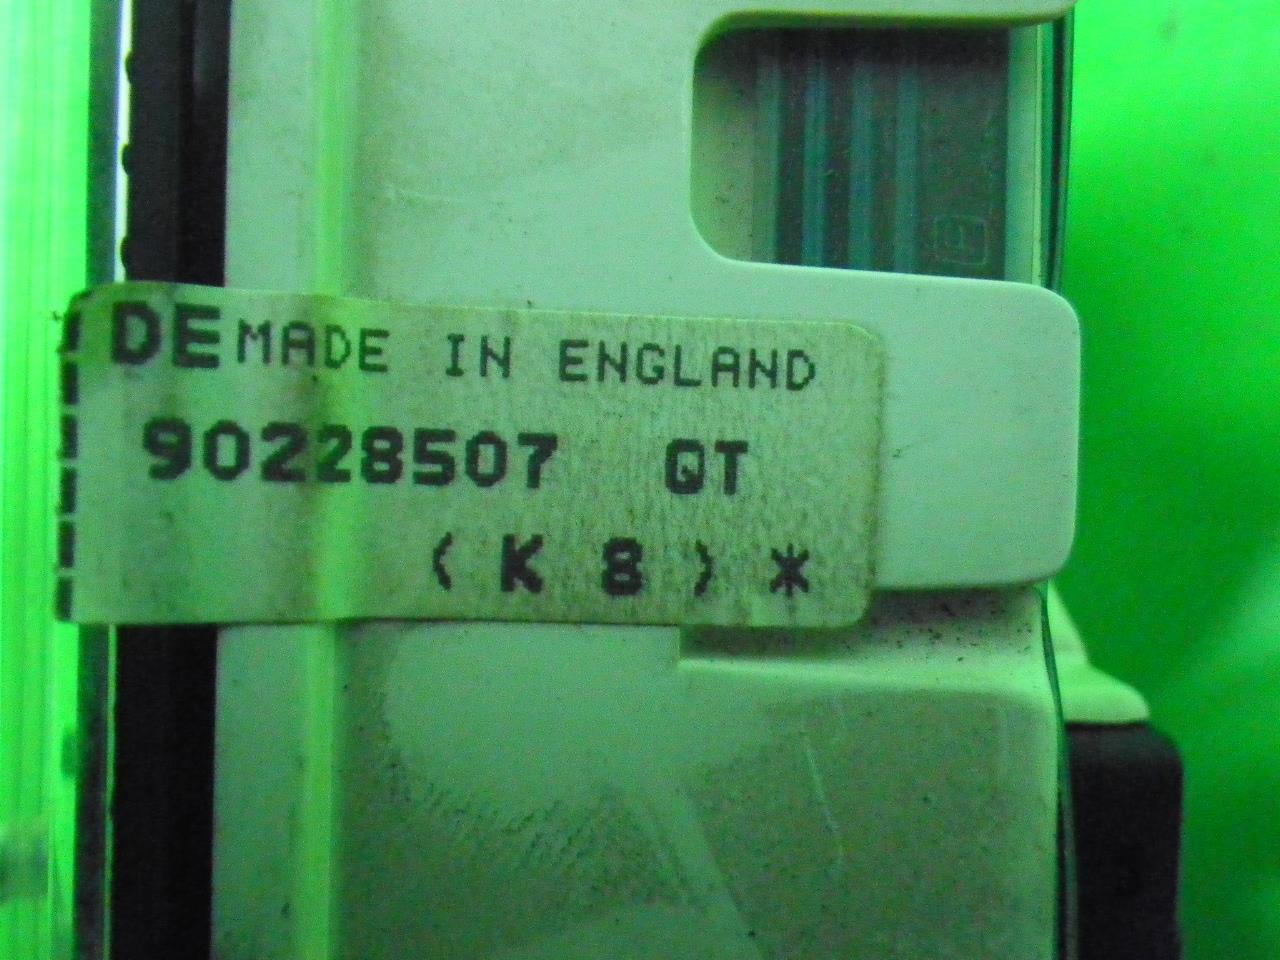 DE MADE IN ENGLAND
90228507 QT
( K 8 ) *